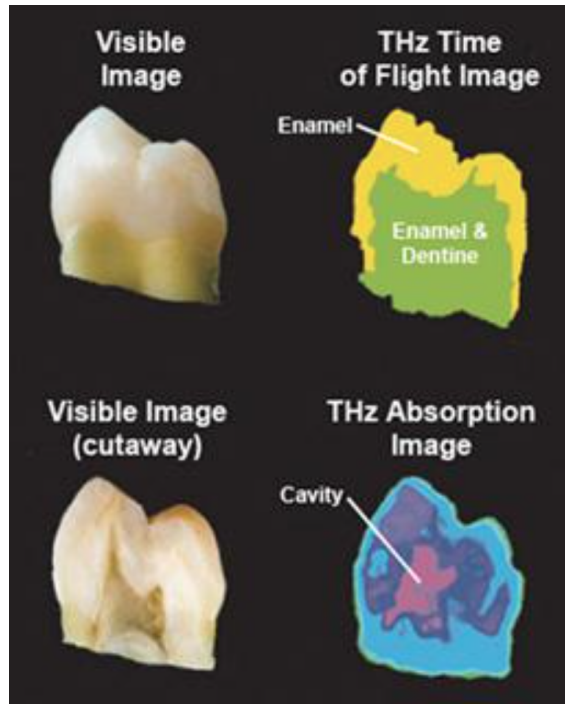 Visible
Image
THz Time
of Flight Image
Enamel
Enamel &
Dentine
Visible Image
(cutaway)
THz Absorption
Image
Cavity